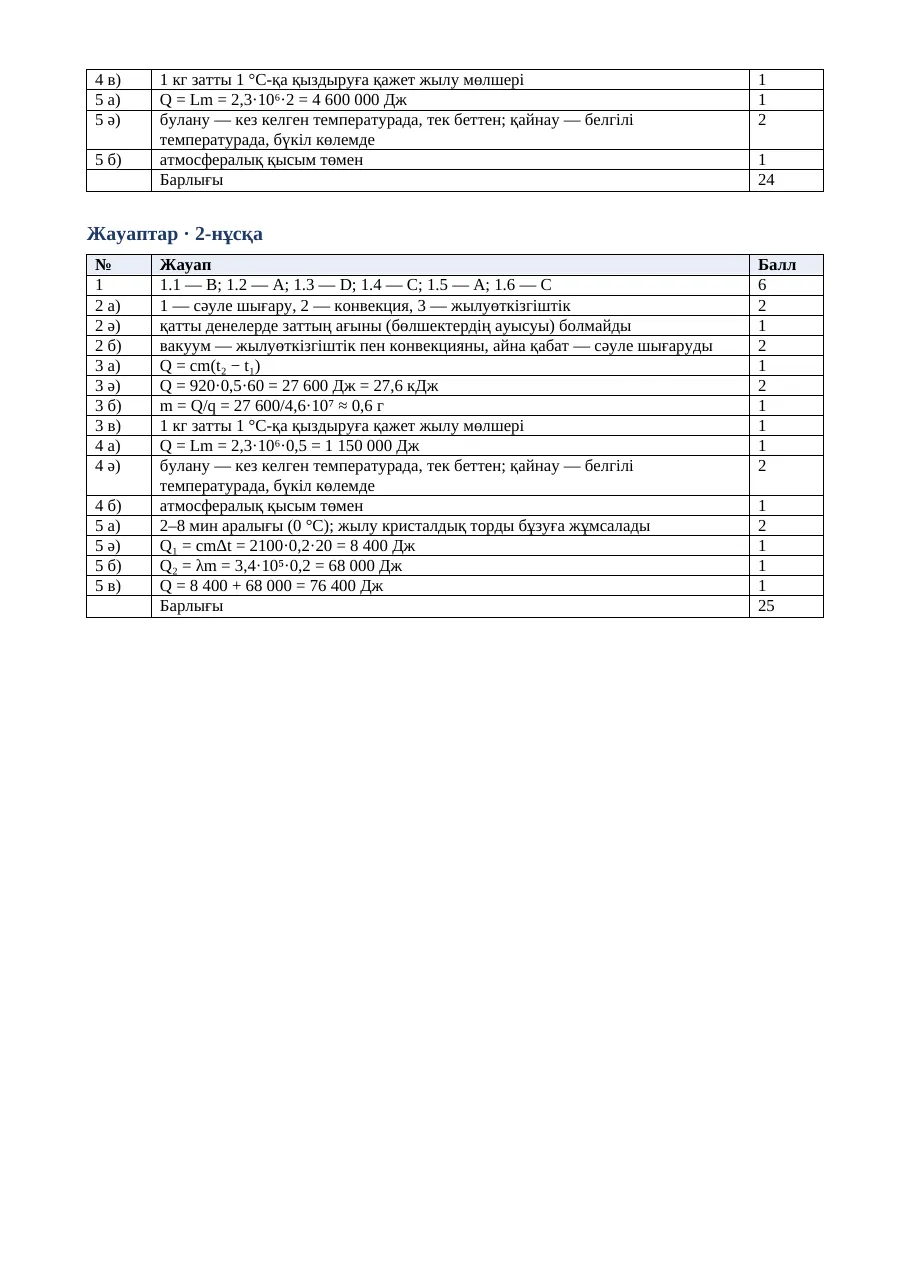 4 в) 1 кг затты 1 °С-қа қыздыруға қажет жылу мөлшері 1
5 а) Q = Lm = 2,3·10⁶·2 = 4 600 000 Дж 1
5 ә) булану — кез келген температурада, тек беттен; қайнау — белгілі 2
температурада, бүкіл көлемде
5 б) атмосфералық қысым төмен 1
Барлығы 24
Жауаптар · 2-нұсқа
№ Жауап Балл
1 1.1 — B; 1.2 — A; 1.3 — D; 1.4 — C; 1.5 — A; 1.6 — C 6
2 а) 1 — сәуле шығару, 2 — конвекция, 3 — жылуөткізгіштік 2
2 ә) қатты денелерде заттың ағыны (бөлшектердің ауысуы) болмайды 1
2 б) вакуум — жылуөткізгіштік пен конвекцияны, айна қабат — сәуле шығаруды 2
3 а) Q = cm(t₂ − t₁) 1
3 ә) Q = 920·0,5·60 = 27 600 Дж = 27,6 кДж 2
3 б) m = Q/q = 27 600/4,6·10⁷ ≈ 0,6 г 1
3 в) 1 кг затты 1 °С-қа қыздыруға қажет жылу мөлшері 1
4 а) Q = Lm = 2,3·10⁶·0,5 = 1 150 000 Дж 1
4 ә) булану — кез келген температурада, тек беттен; қайнау — белгілі 2
температурада, бүкіл көлемде
4 б) атмосфералық қысым төмен 1
5 а) 2–8 мин аралығы (0 °С); жылу кристалдық торды бұзуға жұмсалады 2
5 ә) Q₁ = cmΔt = 2100·0,2·20 = 8 400 Дж 1
5 б) Q₂ = λm = 3,4·10⁵·0,2 = 68 000 Дж 1
5 в) Q = 8 400 + 68 000 = 76 400 Дж 1
Барлығы 25